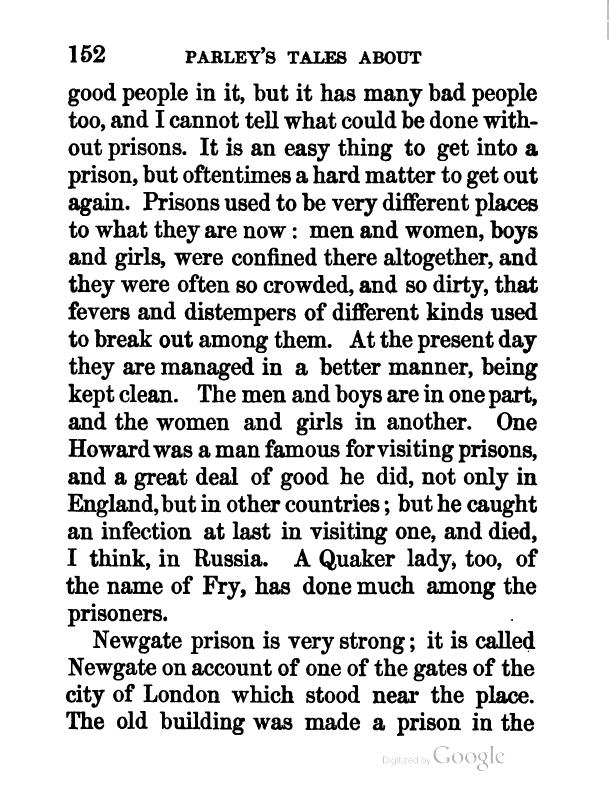 152 PARLEY'S TALES ABOUT
good people in it, but it has many bad people
too, and I cannot tell what could be done with-
out prisons. It is an easy thing to get into a
prison, but oftentimes a hard matter to get out
again. Prisons used to be very different places
to what they are now : men and women, boys
and girls, were confined there altogether, and
they were often so crowded, and so dirty, that
fevers and distempers of different kinds used
to break out among them. At the present day
they are managed in a better manner, being
kept clean. The men and boys are in one part,
and the women and girls in another. One
Howard was a man famous for visiting prisons,
and a great deal of good he did, not only in
England, but in other countries ; but he caught
an infection at last in visiting one, and died,
I think, in Russia. A Quaker lady, too, of
the name of Fry, has done much among the
prisoners.
Newgate prison is very strong ; it is called
Newgate on account of one of the gates of the
city of London which stood near the place.
The old building was made a prison in the
Digitized by Google